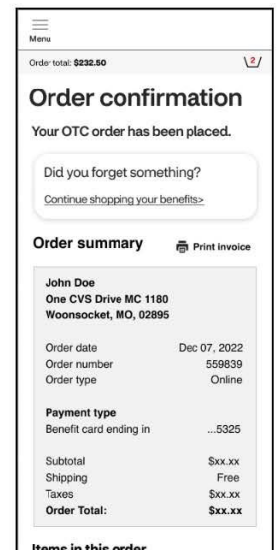 Menu
Order total: $232.50
2
Order confirmation
Your OTC order has been placed.
Did you forget something?
Continue shopping your benefits>
Order summary
Print invoice
John Doe
One CVS Drive MC 1180
Woonsocket, MO, 02895
Order date Dec 07, 2022
Order number 559839
Order type Online
Payment type
Benefit card ending in ...5325
Subtotal $xx.xx
Shipping Free
Taxes $xx.xx
Order Total: $xx.xx
Items in this order